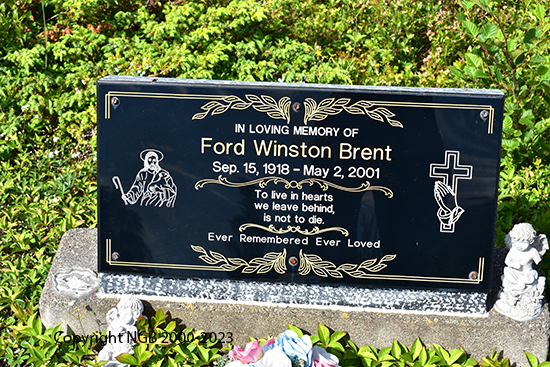 IN LOVING MEMORY OF
Ford Winston Brent
Sep. 15, 1918 - May 2, 2001
To live in hearts
we leave behind,
is not to die.
Ever Remembered Ever Loved
Copyright NGB 2000-2023